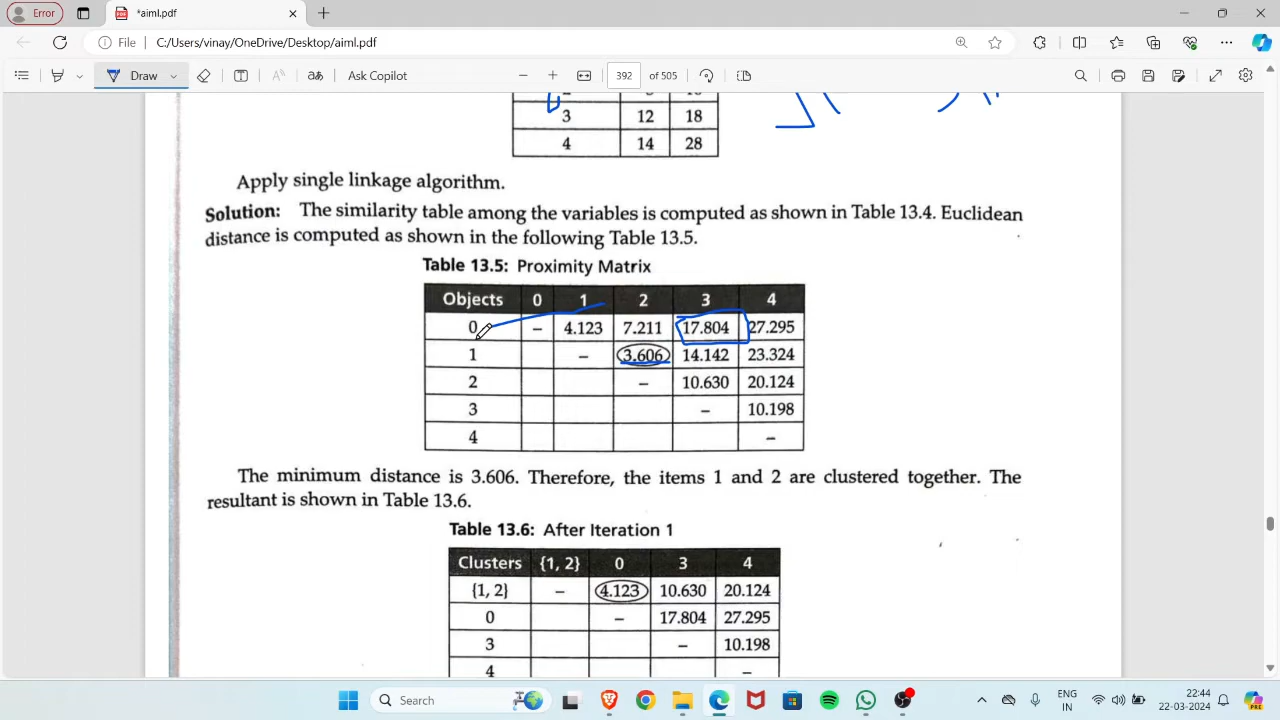 Error
*aiml.pdf
File
C:/Users/vinay/OneDrive/Desktop/aiml.pdf
Draw
Ask Copilot
392 of 505
3 12 18
4 14 28
Apply single linkage algorithm.
Solution: The similarity table among the variables is computed as shown in Table 13.4. Euclidean
distance is computed as shown in the following Table 13.5.
Table 13.5: Proximity Matrix
Objects 0 1 2 3 4
0 – 4.123 7.211 17.804 27.295
1 – 3.606 14.142 23.324
2 – 10.630 20.124
3 – 10.198
4 –
The minimum distance is 3.606. Therefore, the items 1 and 2 are clustered together. The
resultant is shown in Table 13.6.
Table 13.6: After Iteration 1
Clusters {1, 2} 0 3 4
{1, 2} – 4.123 10.630 20.124
0 – 17.804 27.295
3 – 10.198
4 –
Search
ENG
IN
22:44
22-03-2024